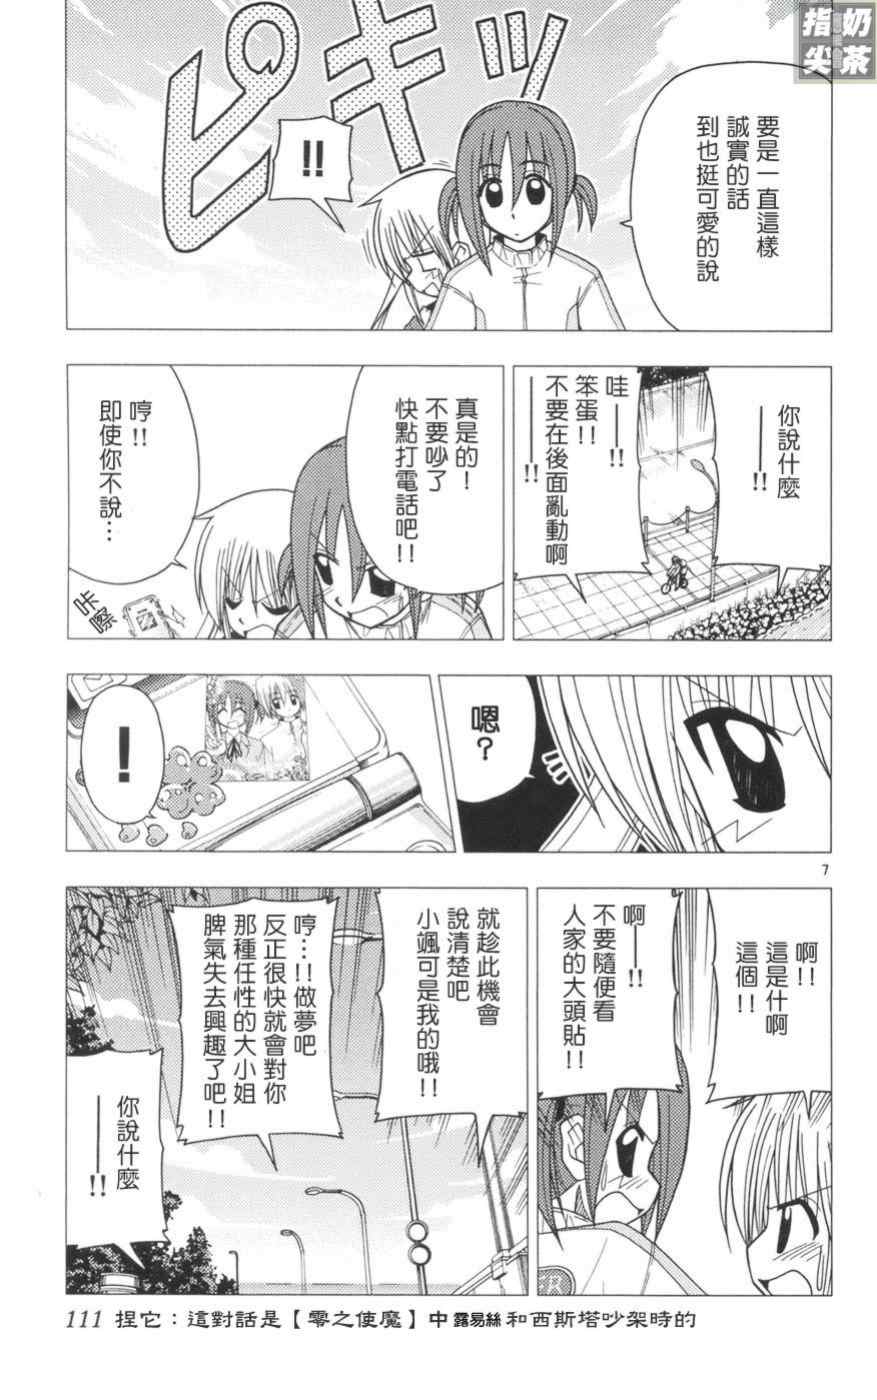 指奶
尖茶
ピキッ
要是一直這樣
誠實的話
到也挺可愛的說
!!
你說什麼
——!!
哇——!!
笨蛋!!
不要在後面亂動啊
——!!
真是的!
不要吵了
快點打電話吧!!
哼!!
即使你不說…
咔嚓
嗯?
!
7
啊!!
這是什啊
這個!!
啊——!!
不要隨便看
人家的大頭貼!!
就趁此機會
說清楚吧
小颯可是我的哦!!
哼…!!做夢吧
反正很快就會對你
那種任性的大小姐
脾氣失去興趣了吧!!
你說什麼
——!!
R
111 捏它：這對話是【零之使魔】中 露易絲和西斯塔吵架時的